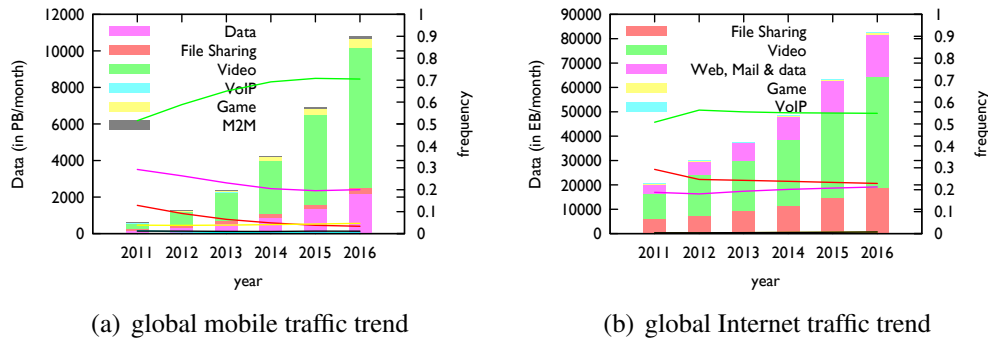 12000
10000
8000
6000
4000
2000
0
Data (in PB/month)
Data
File Sharing
Video
VoIP
Game
M2M
1
0.9
0.8
0.7
0.6
0.5
0.4
0.3
0.2
0.1
0
frequency
2011 2012 2013 2014 2015 2016
year
(a) global mobile traffic trend
90000
80000
70000
60000
50000
40000
30000
20000
10000
0
Data (in EB/month)
File Sharing
Video
Web, Mail & data
Game
VoIP
1
0.9
0.8
0.7
0.6
0.5
0.4
0.3
0.2
0.1
0
frequency
2011 2012 2013 2014 2015 2016
year
(b) global Internet traffic trend